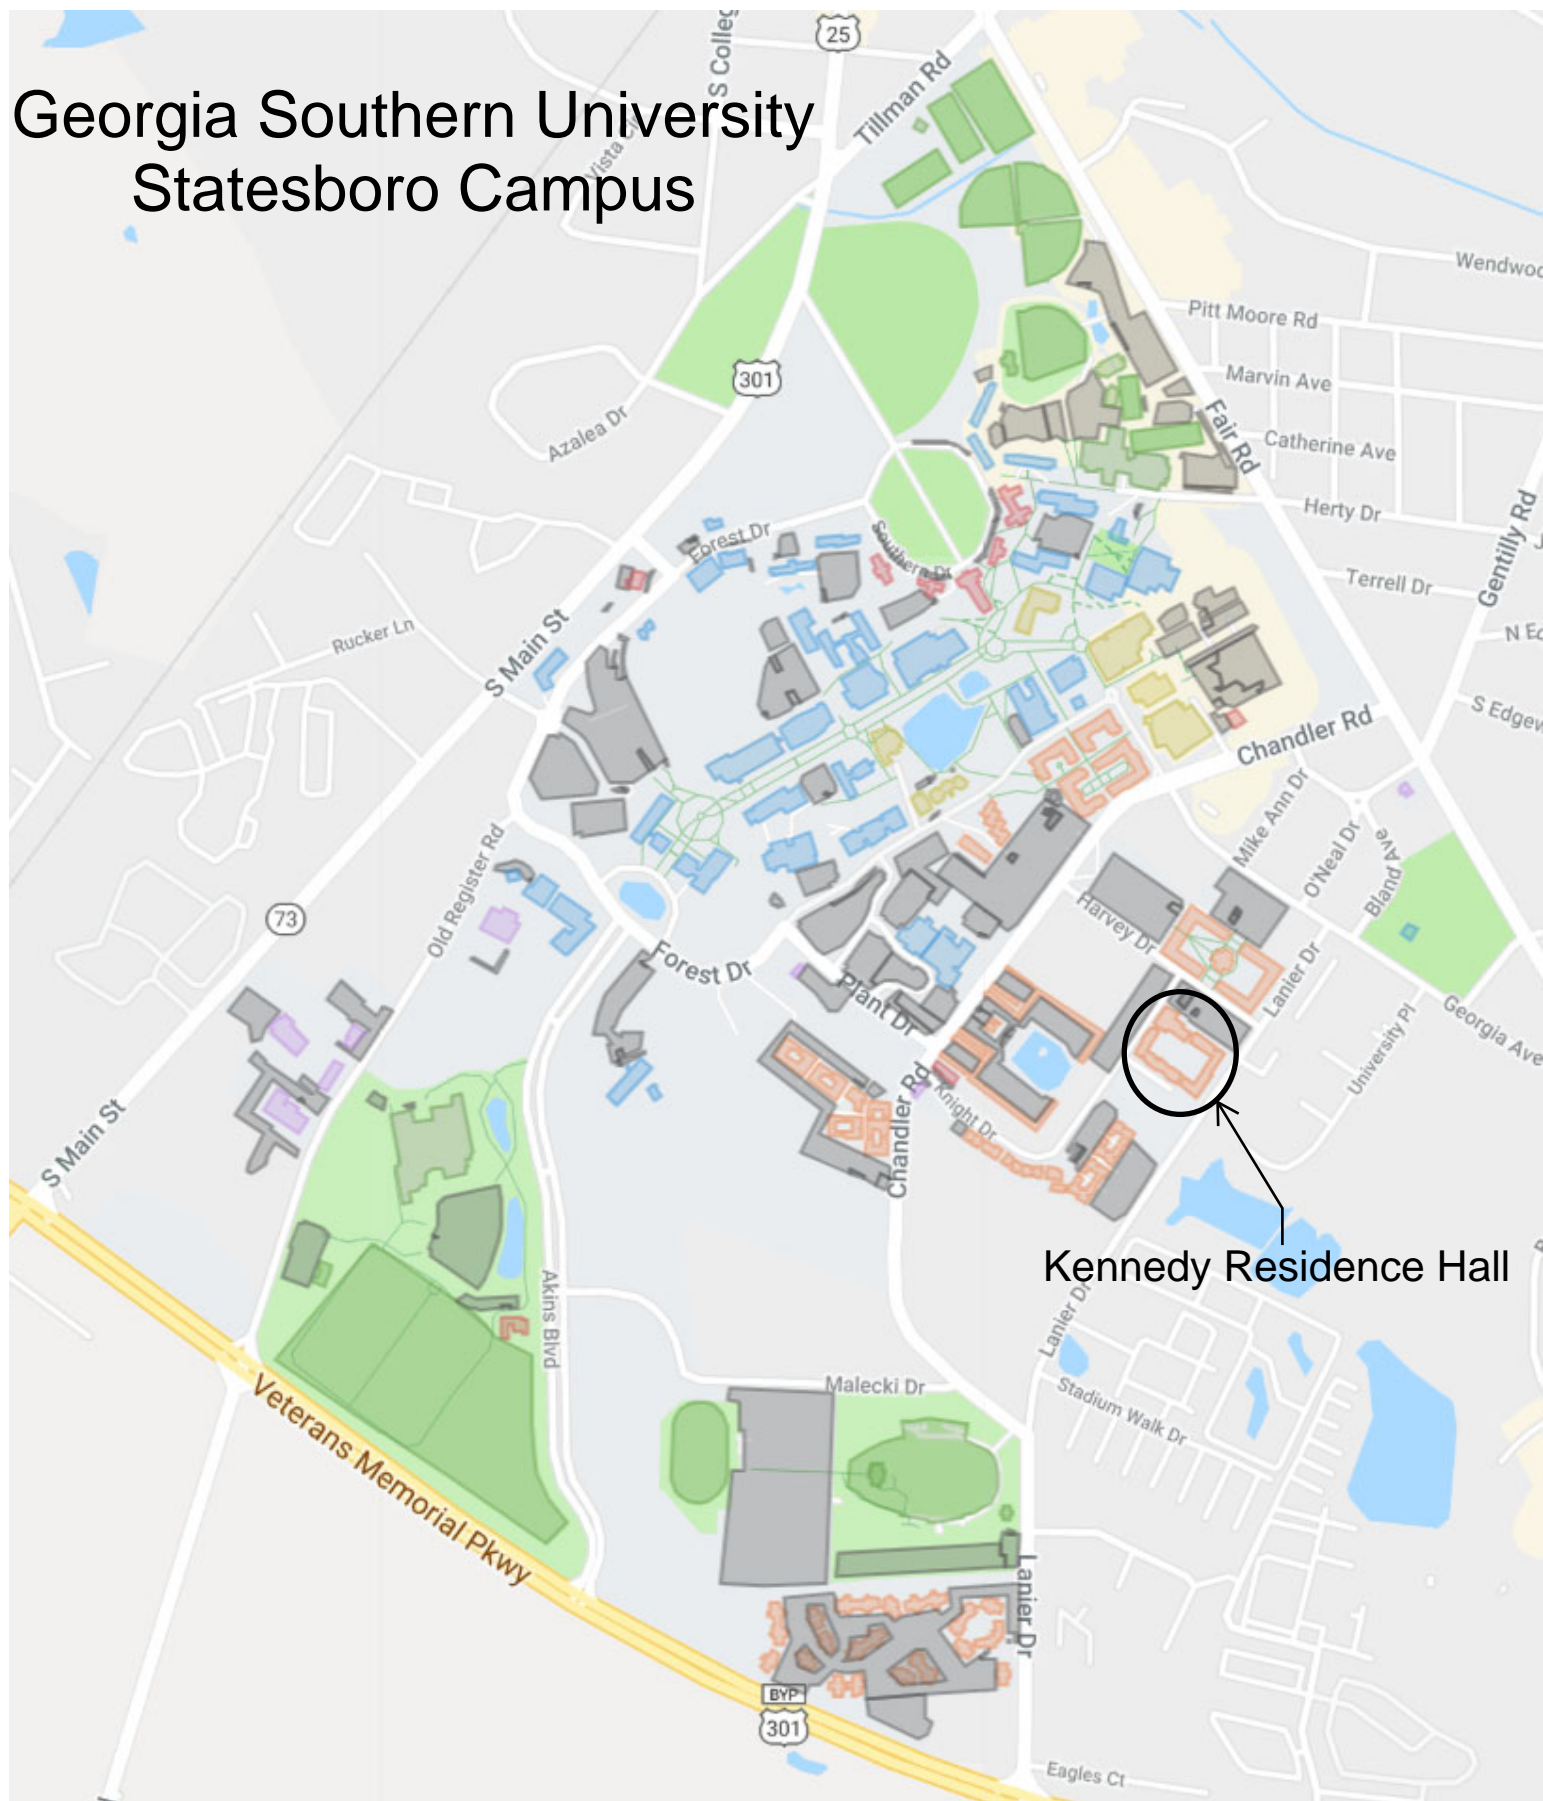 Georgia Southern University
Statesboro Campus
25
S Colleg
Tillman Rd
Wendwoo
Pitt Moore Rd
301
Marvin Ave
Azalea Dr
Fair Rd
Catherine Ave
Herty Dr
Gentilly Rd
Forest Dr
Southern Dr
Terrell Dr
Rucker Ln
N Ed
S Main St
S Edgew
Chandler Rd
Mike Ann Dr
O'Neal Dr
Bland Ave
Old Register Rd
73
Harvey Dr
Forest Dr
Plant Dr
Lanier Dr
Georgia Ave
University Pl
S Main St
Chandler Rd
Knight Dr
Kennedy Residence Hall
Akins Blvd
Lanier Dr
Malecki Dr
Stadium Walk Dr
Veterans Memorial Pkwy
Lanier Dr
BYP
301
Eagles Ct